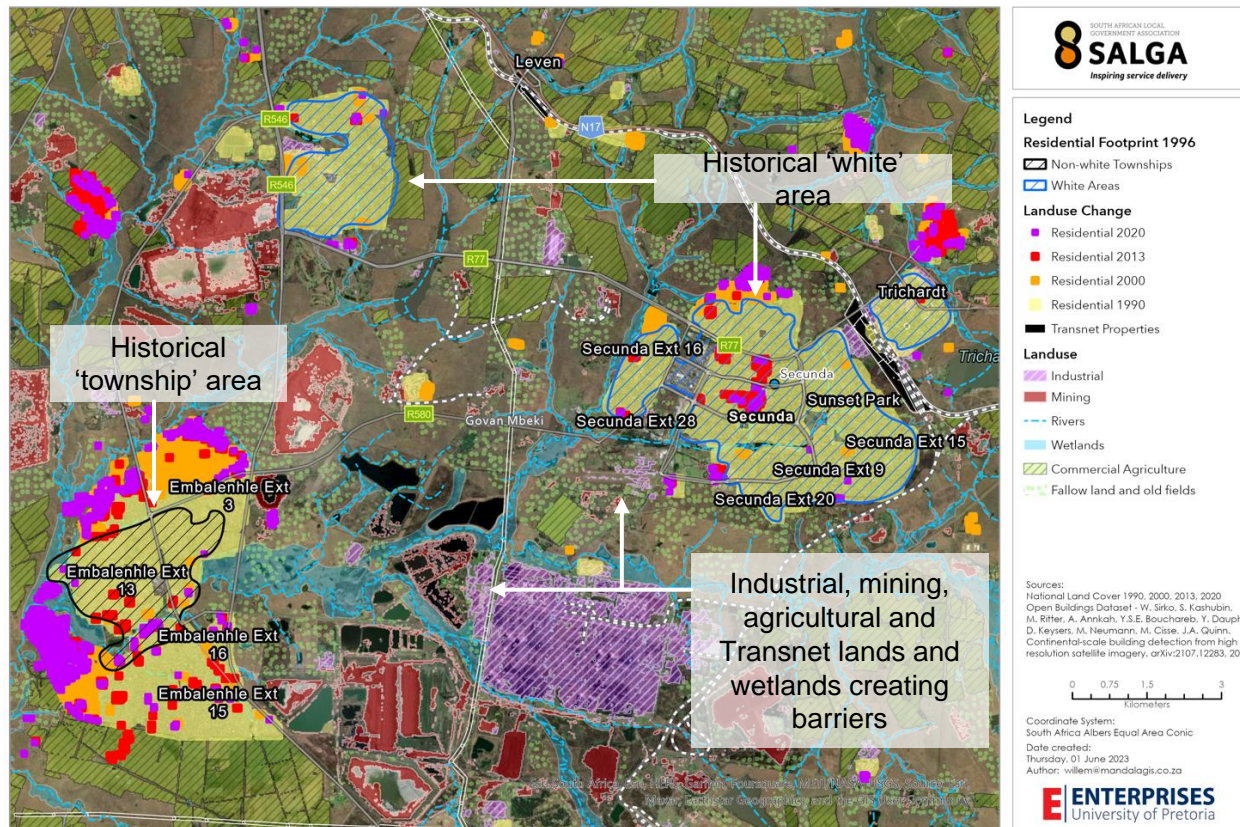 Leven
R546
N17
Historical ‘white’
area
R546
R77
Trichardt
Historical
‘township’ area
Secunda Ext 16
R77
Secunda
Sunset Park
R580
Govan Mbeki
Secunda Ext 28
Secunda
Secunda Ext 15
Secunda Ext 9
Embalenhle Ext
3
Secunda Ext 20
Embalenhle Ext
13
Industrial, mining,
agricultural and
Transnet lands and
wetlands creating
barriers
Embalenhle Ext
16
Embalenhle Ext
15
SOUTH AFRICAN LOCAL
GOVERNMENT ASSOCIATION
SALGA
Inspiring service delivery
Legend
Residential Footprint 1996
Non-white Townships
White Areas
Landuse Change
Residential 2020
Residential 2013
Residential 2000
Residential 1990
Transnet Properties
Landuse
Industrial
Mining
Rivers
Wetlands
Commercial Agriculture
Fallow land and old fields
Sources:
National Land Cover 1990, 2000, 2013, 2020
Open Buildings Dataset - W. Sirko, S. Kashubin,
M. Ritter, A. Annkah, Y.S.E. Bouchareb, Y. Dauph
D. Keysers, M. Neumann, M. Cisse, J.A. Quinn.
Continental-scale building detection from high
resolution satellite imagery. arXiv:2107.12283, 20
0 0,75 1,5 3
Kilometers
Coordinate System:
South Africa Albers Equal Area Conic
Date created:
Thursday, 01 June 2023
Author: willem@mandalagis.co.za
ENTERPRISES
University of Pretoria